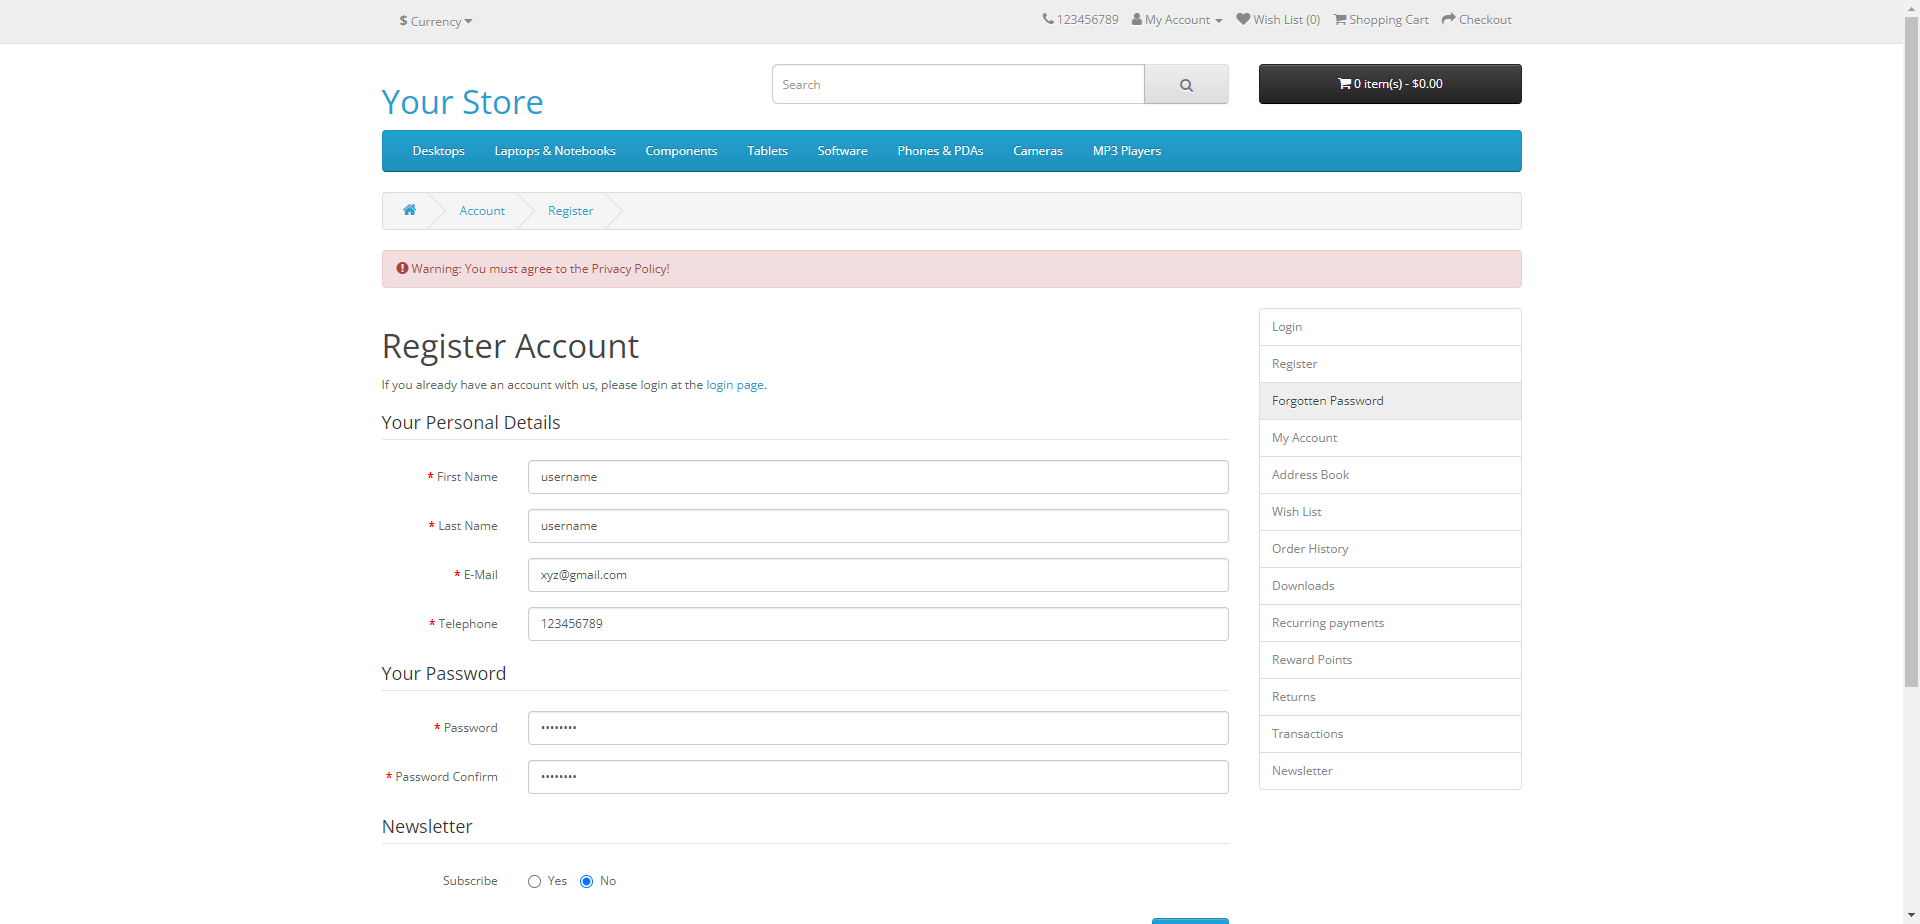 $ Currency
123456789 My Account Wish List (0) Shopping Cart Checkout
Your Store
Search
0 item(s) - $0.00
Desktops Laptops & Notebooks Components Tablets Software Phones & PDAs Cameras MP3 Players
Account Register
Warning: You must agree to the Privacy Policy!
Register Account
If you already have an account with us, please login at the login page.
Your Personal Details
* First Name username
* Last Name username
* E-Mail xyz@gmail.com
* Telephone 123456789
Your Password
* Password ••••••••
* Password Confirm ••••••••
Newsletter
Subscribe Yes No
Login
Register
Forgotten Password
My Account
Address Book
Wish List
Order History
Downloads
Recurring payments
Reward Points
Returns
Transactions
Newsletter